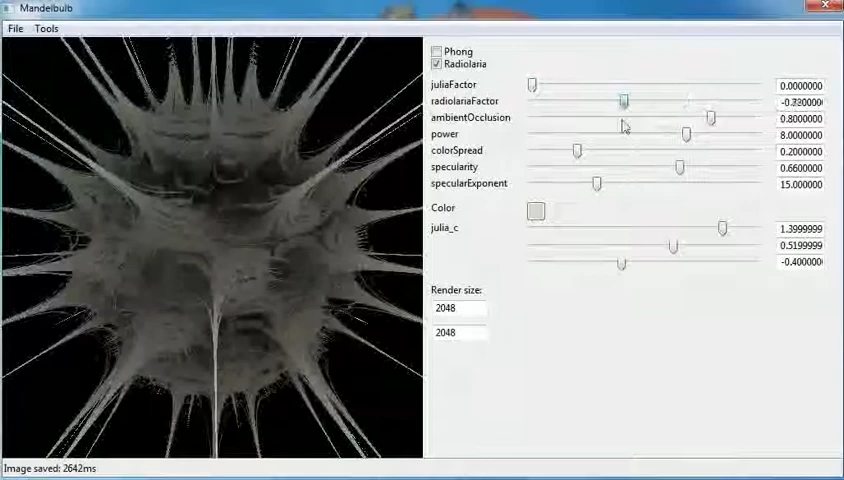 Mandelbulb
File Tools
Phong
Radiolaria
juliaFactor 0.0000000
radiolariaFactor
ambientOcclusion 0.8000000
power 8.0000000
colorSpread 0.2000000
specularity 0.6600000
specularExponent 15.000000
Color
julia_c 1.3999999
0.5199999
-0.400000
Render size:
2048
2048
Image saved: 2642ms